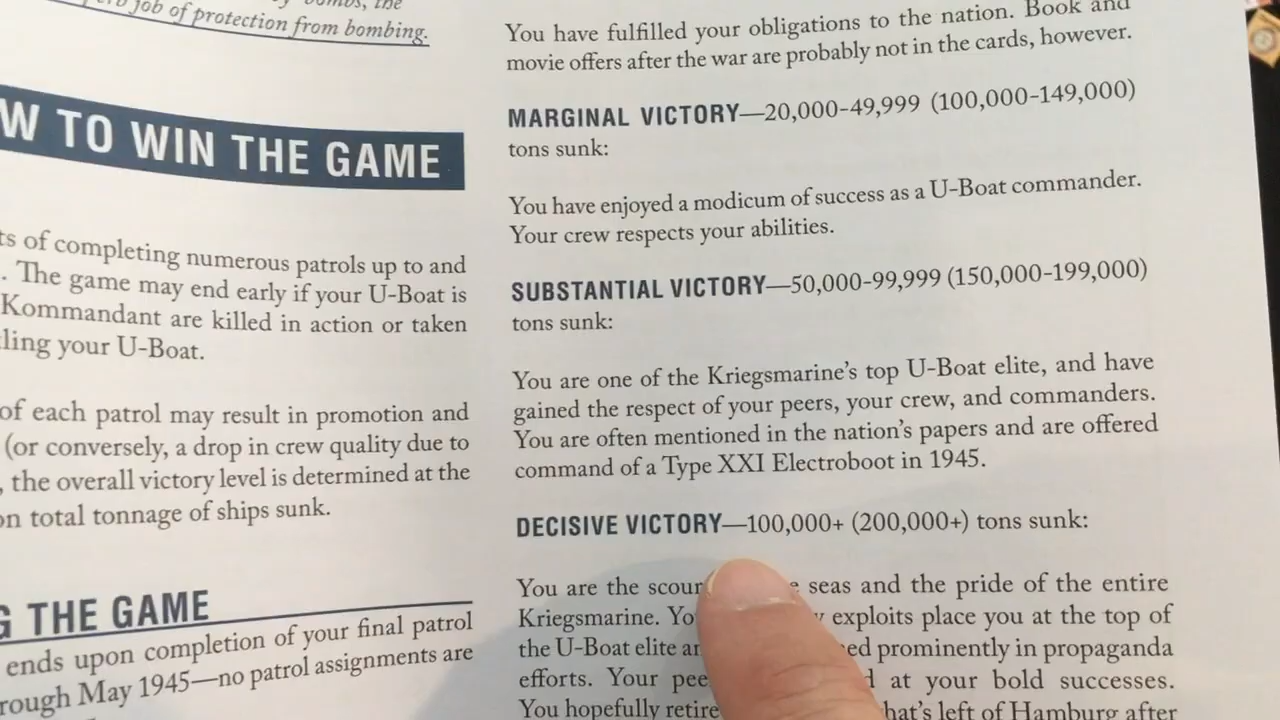 job of protection from bombing.
W TO WIN THE GAME
ts of completing numerous patrols up to and
. The game may end early if your U-Boat is
Kommandant are killed in action or taken
ling your U-Boat.
of each patrol may result in promotion and
(or conversely, a drop in crew quality due to
, the overall victory level is determined at the
on total tonnage of ships sunk.
G THE GAME
ends upon completion of your final patrol
rough May 1945—no patrol assignments are
You have fulfilled your obligations to the nation. Book and
movie offers after the war are probably not in the cards, however.
MARGINAL VICTORY—20,000-49,999 (100,000-149,000)
tons sunk:
You have enjoyed a modicum of success as a U-Boat commander.
Your crew respects your abilities.
SUBSTANTIAL VICTORY—50,000-99,999 (150,000-199,000)
tons sunk:
You are one of the Kriegsmarine's top U-Boat elite, and have
gained the respect of your peers, your crew, and commanders.
You are often mentioned in the nation's papers and are offered
command of a Type XXI Electroboot in 1945.
DECISIVE VICTORY—100,000+ (200,000+) tons sunk:
You are the scour seas and the pride of the entire
Kriegsmarine. Yo exploits place you at the top of
the U-Boat elite ed prominently in propaganda
efforts. Your pee at your bold successes.
You hopefully retire hat's left of Hamburg after